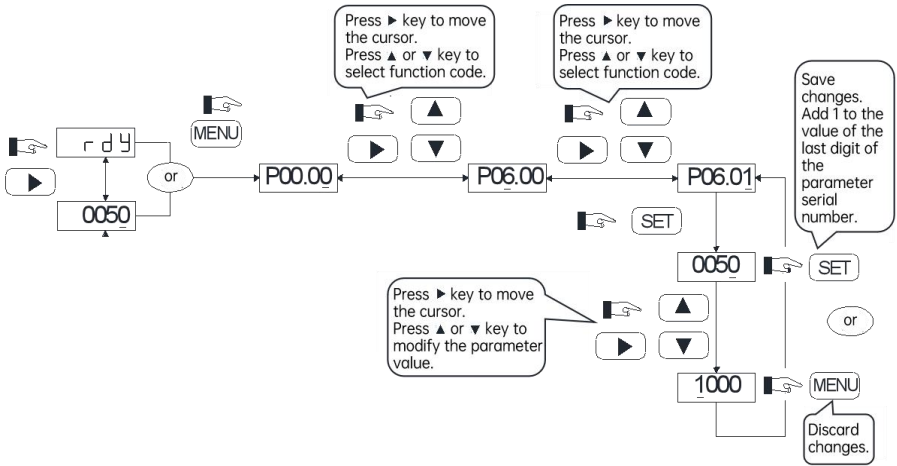 Press ▶ key to move
the cursor.
Press ▲ or ▼ key to
select function code.
Press ▶ key to move
the cursor.
Press ▲ or ▼ key to
select function code.
Save
changes.
Add 1 to the
value of the
last digit of
the
parameter
serial
number.
MENU
rdy
or
0050
P00.00
P06.00
P06.01
SET
0050
SET
Press ▶ key to move
the cursor.
Press ▲ or ▼ key to
modify the parameter
value.
or
1000
MENU
Discard
changes.